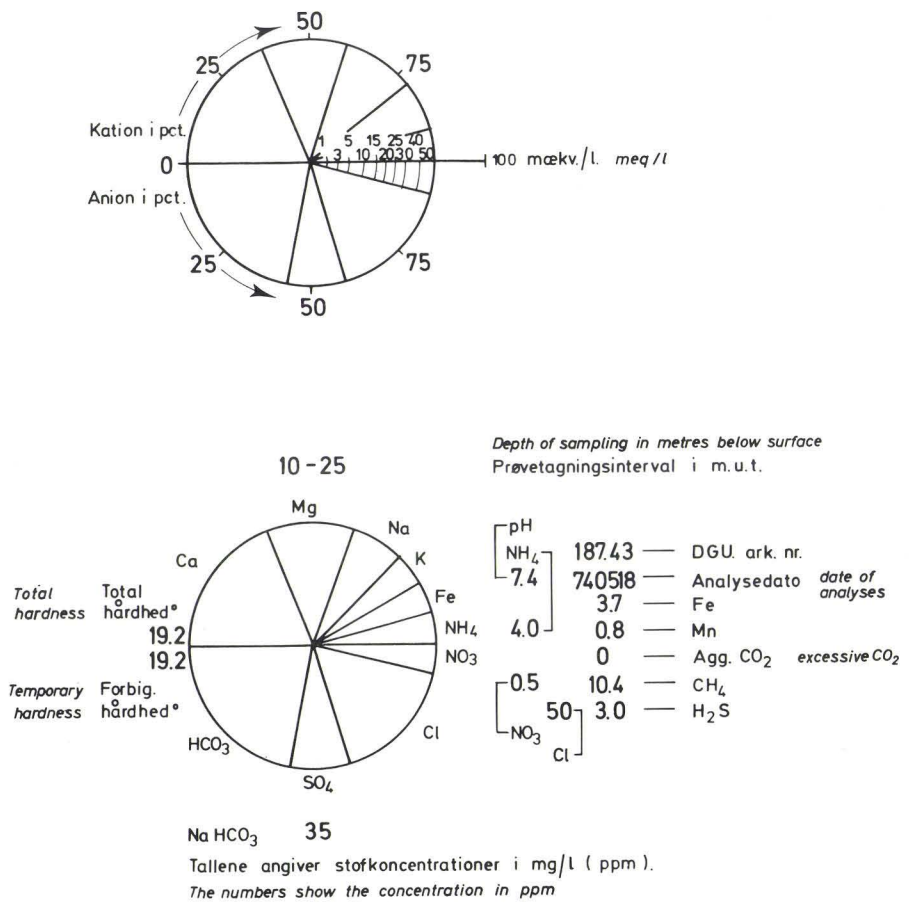 50
25
75
Kation i pct.
1 5 15 25 40
3 10 20 30 50
0
100 mækv./l. meq/l
Anion i pct.
25
75
50
Depth of sampling in metres below surface
10-25
Prøvetagningsinterval i m.u.t.
Mg
Na
K
Ca
Fe
NH₄
NO₃
Total hardness
Total hårdhed°
19.2
19.2
Temporary hardness
Forbig. hårdhed°
HCO₃
SO₄
Cl
pH
NH₄
7.4
4.0
0.5
50
NO₃
Cl
187.43 — DGU. ark. nr.
740518 — Analysedato date of analyses
3.7 — Fe
0.8 — Mn
0 — Agg. CO₂ excessive CO₂
10.4 — CH₄
3.0 — H₂S
Na HCO₃ 35
Tallene angiver stofkoncentrationer i mg/l (ppm).
The numbers show the concentration in ppm